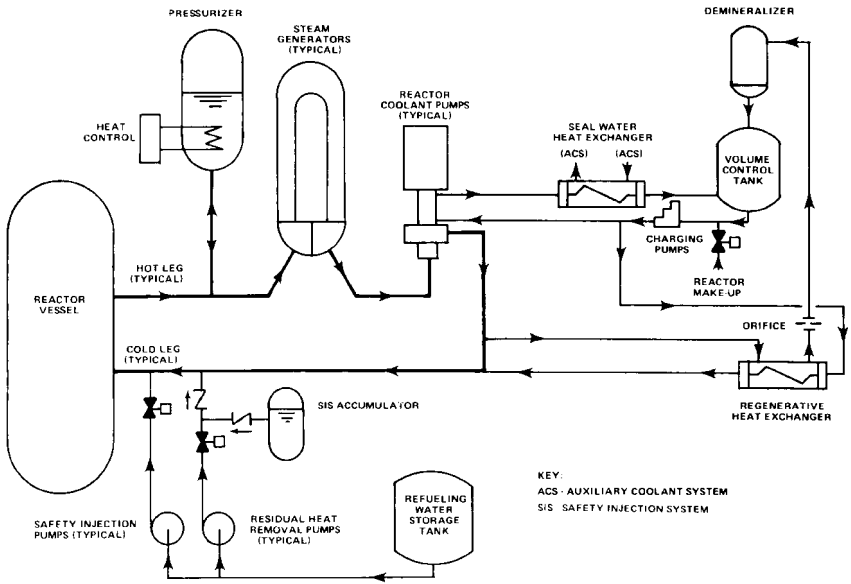 PRESSURIZER
STEAM
GENERATORS
(TYPICAL)
DEMINERALIZER
HEAT
CONTROL
REACTOR
COOLANT PUMPS
(TYPICAL)
SEAL WATER
HEAT EXCHANGER
(ACS)
(ACS)
VOLUME
CONTROL
TANK
CHARGING
PUMPS
REACTOR
MAKE-UP
HOT LEG
(TYPICAL)
REACTOR
VESSEL
ORIFICE
COLD LEG
(TYPICAL)
REGENERATIVE
HEAT EXCHANGER
SIS ACCUMULATOR
SAFETY INJECTION
PUMPS (TYPICAL)
RESIDUAL HEAT
REMOVAL PUMPS
(TYPICAL)
REFUELING
WATER
STORAGE
TANK
KEY:
ACS - AUXILIARY COOLANT SYSTEM
SIS SAFETY INJECTION SYSTEM